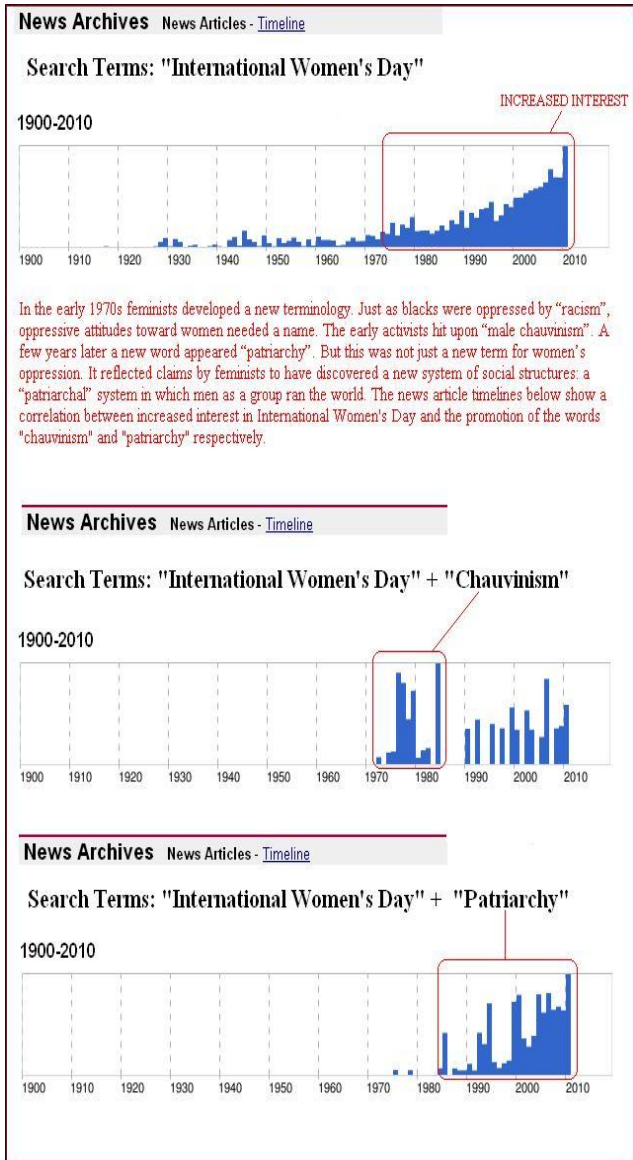 News Archives News Articles - Timeline
Search Terms: "International Women's Day"
INCREASED INTEREST
1900-2010
1900 1910 1920 1930 1940 1950 1960 1970 1980 1990 2000 2010
In the early 1970s feminists developed a new terminology. Just as blacks were oppressed by “racism”,
oppressive attitudes toward women needed a name. The early activists hit upon “male chauvinism”. A
few years later a new word appeared “patriarchy”. But this was not just a new term for women’s
oppression. It reflected claims by feminists to have discovered a new system of social structures: a
“patriarchal” system in which men as a group ran the world. The news article timelines below show a
correlation between increased interest in International Women's Day and the promotion of the words
"chauvinism" and "patriarchy" respectively.
News Archives News Articles - Timeline
Search Terms: "International Women's Day" + "Chauvinism"
1900-2010
1900 1910 1920 1930 1940 1950 1960 1970 1980 1990 2000 2010
News Archives News Articles - Timeline
Search Terms: "International Women's Day" + "Patriarchy"
1900-2010
1900 1910 1920 1930 1940 1950 1960 1970 1980 1990 2000 2010